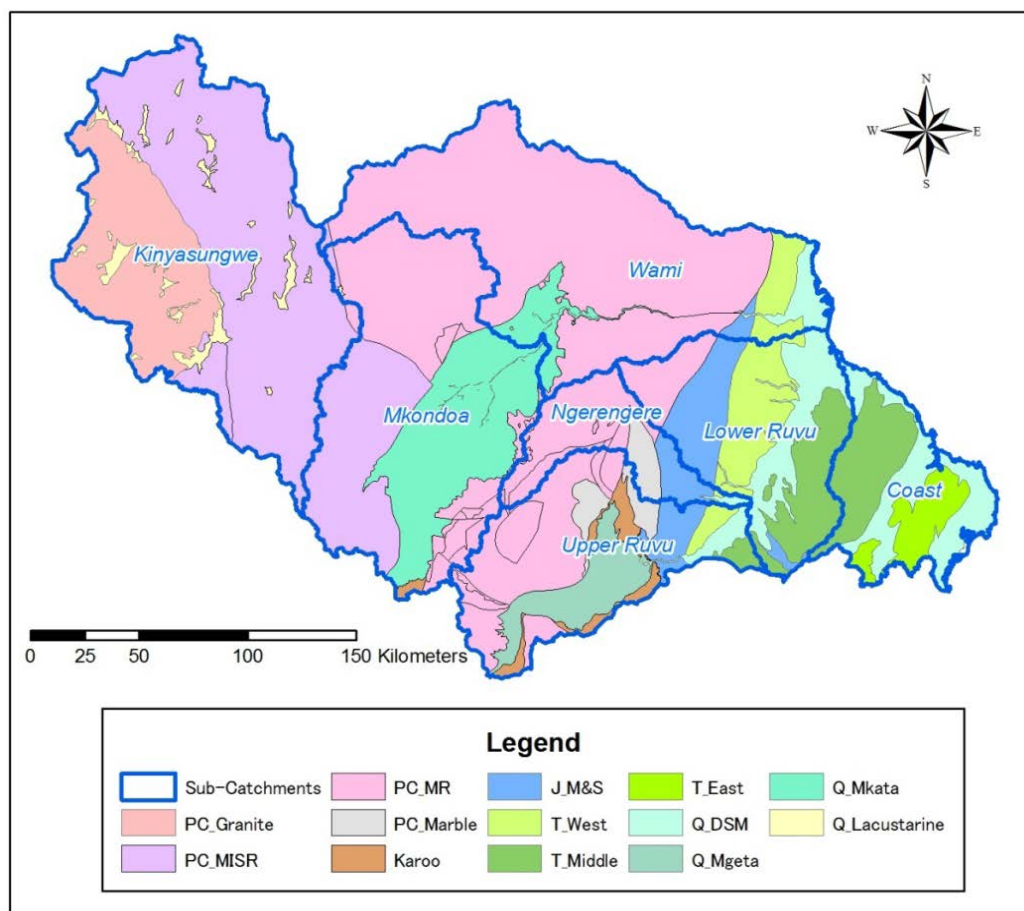 N
W E
S
Kinyasungwe
Wami
Mkondoa
Ngerengere
Lower Ruvu
Coast
Upper Ruvu
0 25 50 100 150 Kilometers
Legend
Sub-Catchments PC_MR J_M&S T_East Q_Mkata
PC_Granite PC_Marble T_West Q_DSM Q_Lacustarine
PC_MISR Karoo T_Middle Q_Mgeta